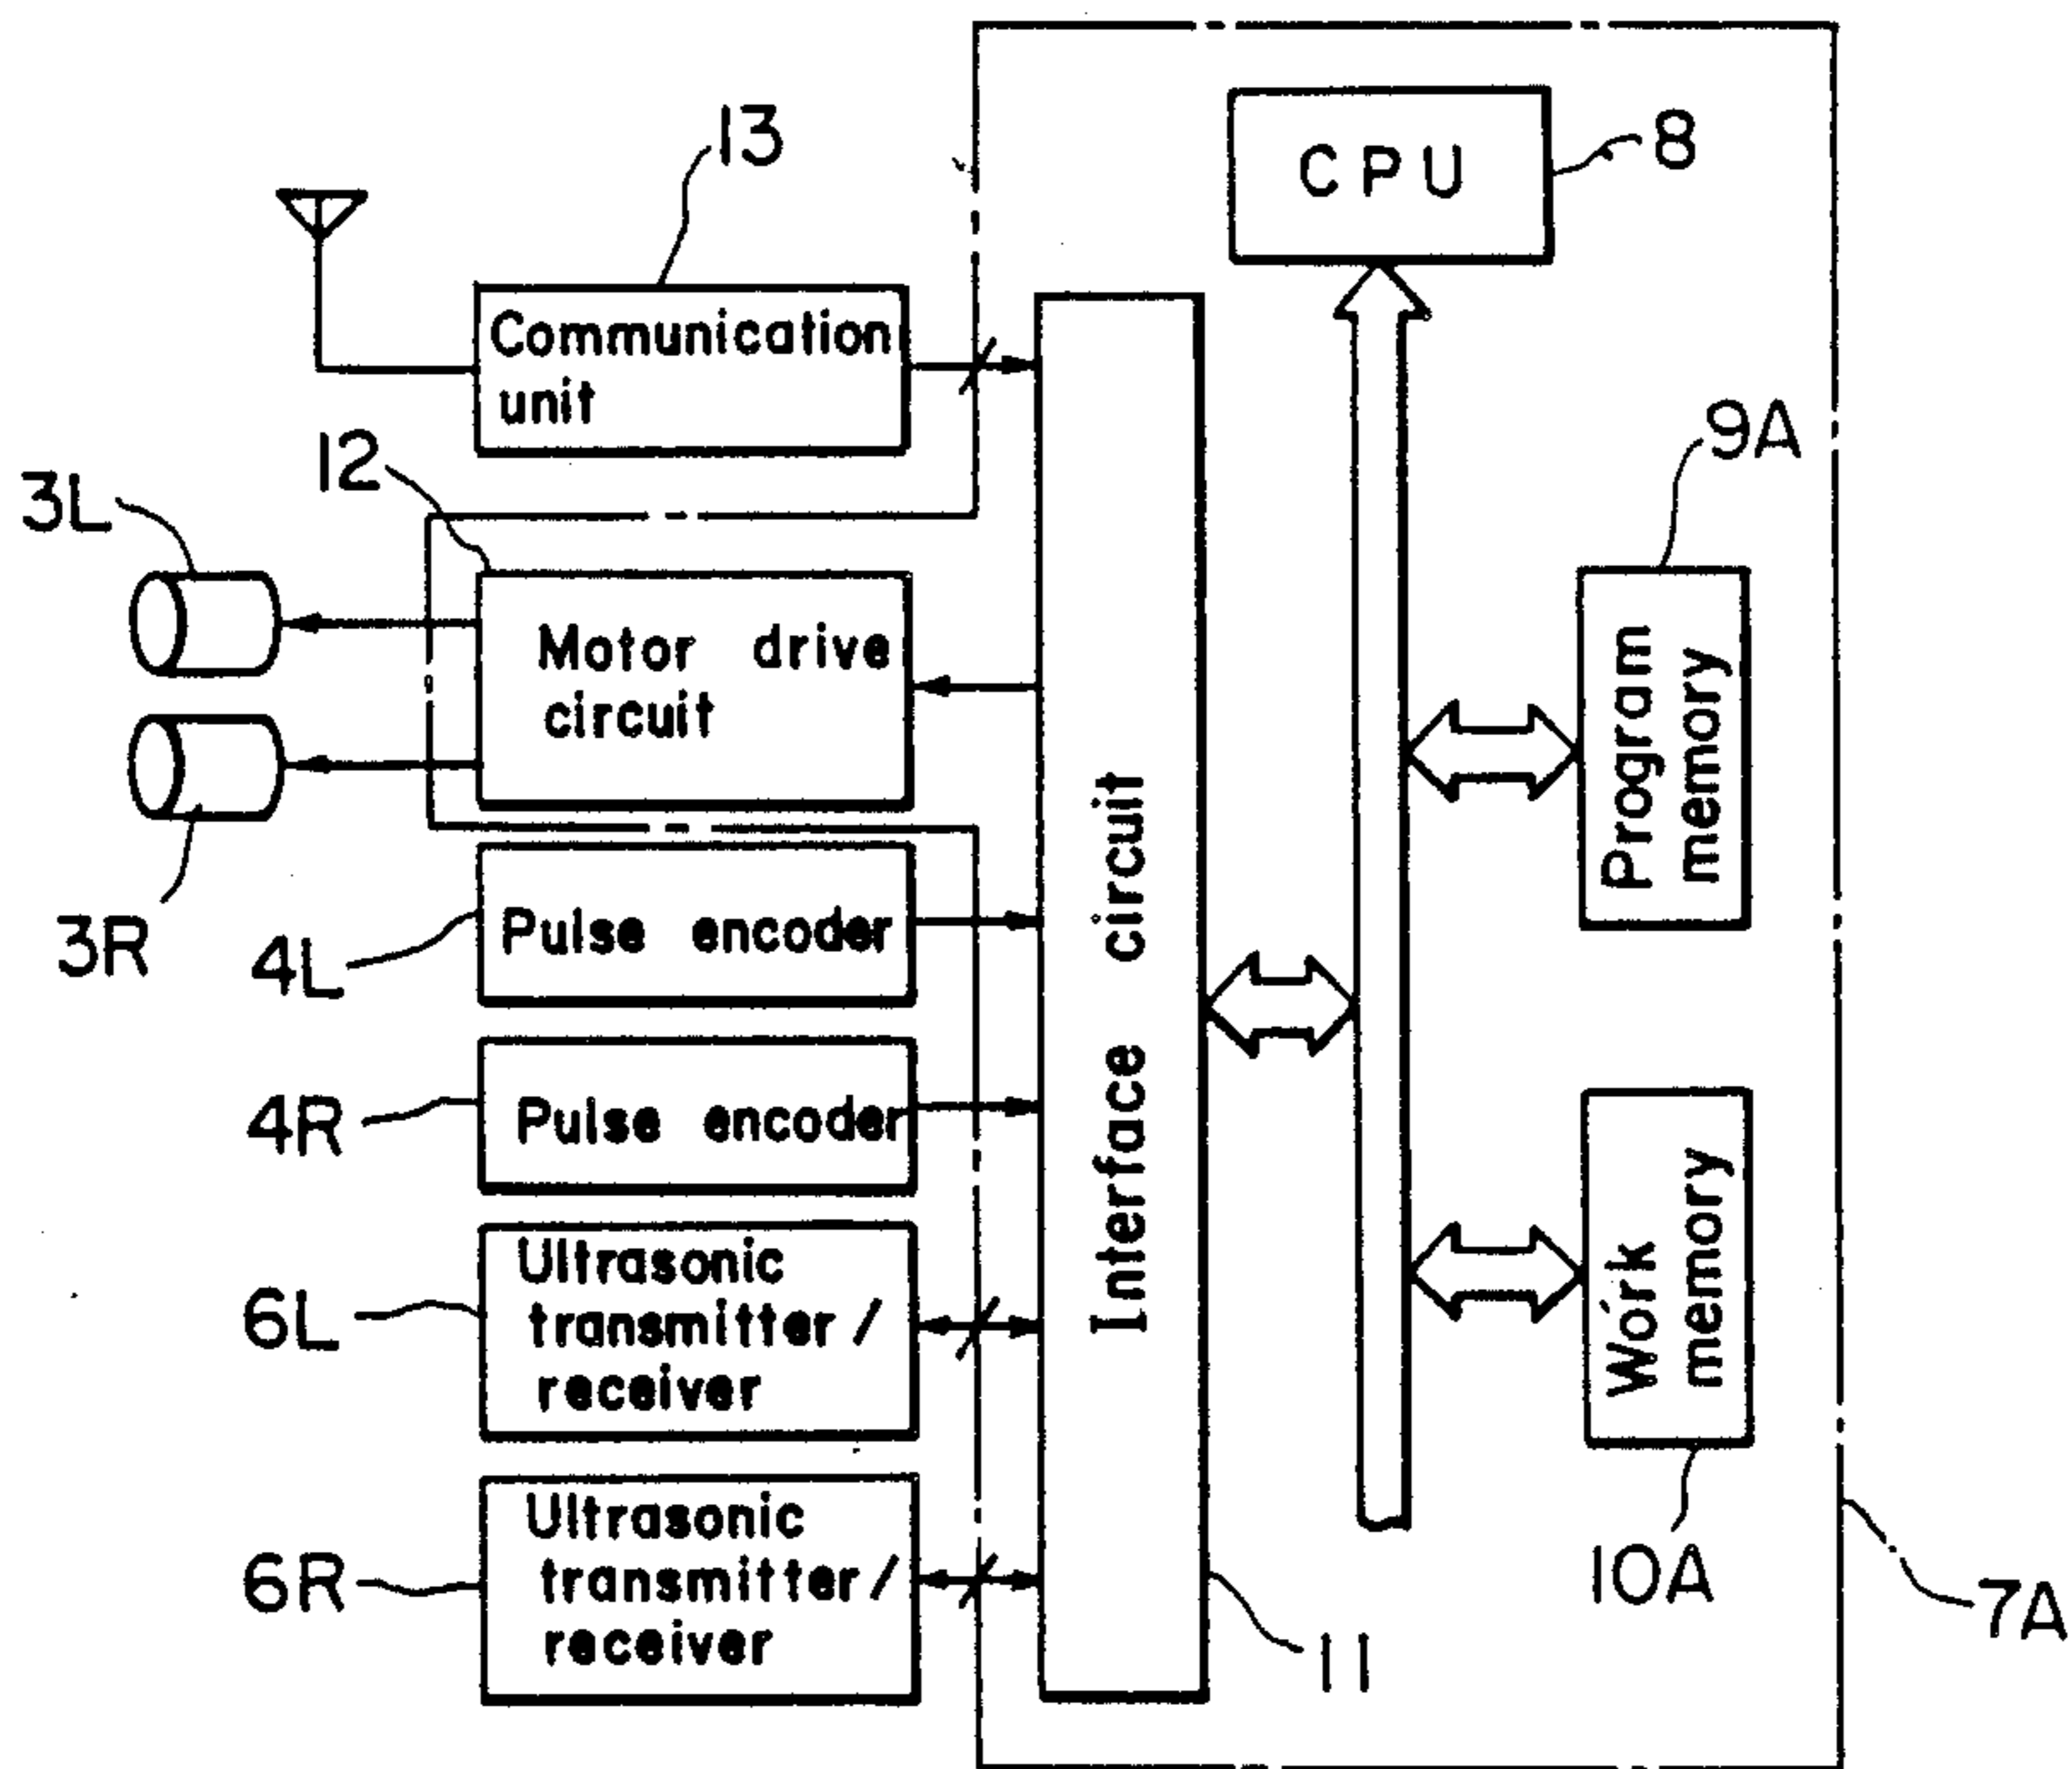 13
CPU
8
Communication
unit
12
9A
3L
Motor drive
circuit
Program
memory
3R
4L
Pulse encoder
Interface circuit
4R
Pulse encoder
6L
Ultrasonic
transmitter/
receiver
Work
memory
6R
Ultrasonic
transmitter/
receiver
10A
7A
11